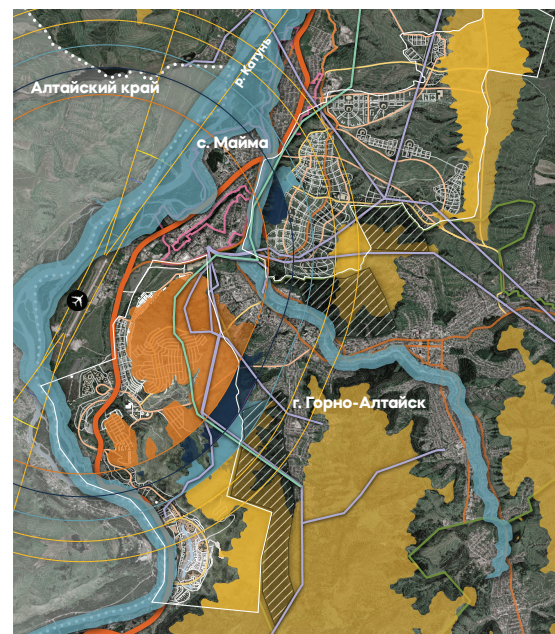 р. Катунь
Алтайский край
с. Майма
г. Горно-Алтайск